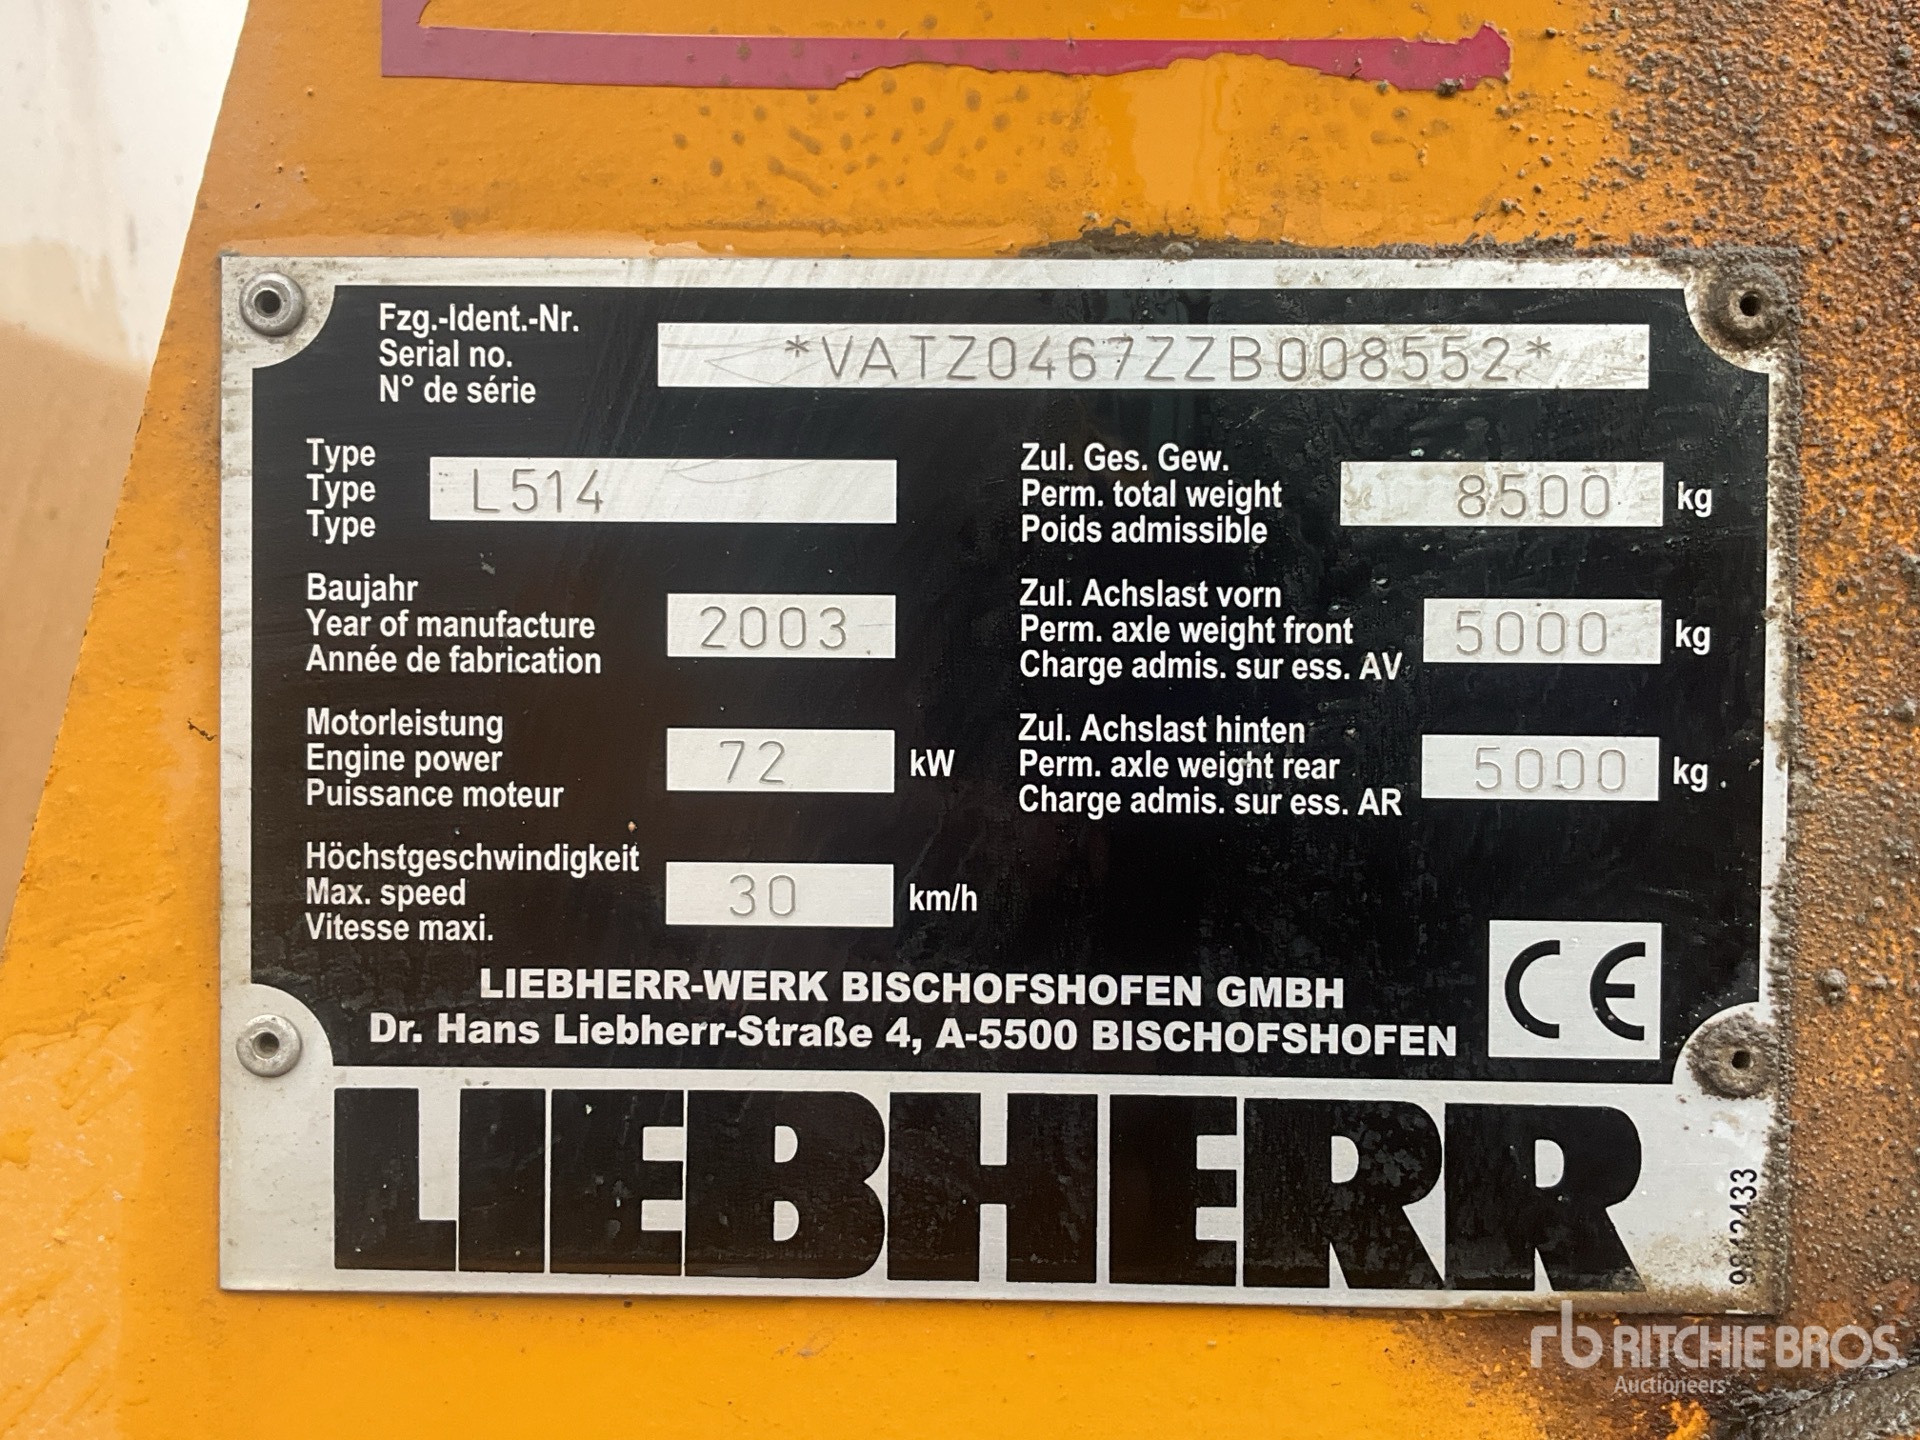 Fzg.-Ident.-Nr.
Serial no.
N° de série
*VATZ0467ZZB008552*
Type
Type
Type
L514
Zul. Ges. Gew.
Perm. total weight
Poids admissible
8500 kg
Baujahr
Year of manufacture
Année de fabrication
2003
Zul. Achslast vorn
Perm. axle weight front
Charge admis. sur ess. AV
5000 kg
Motorleistung
Engine power
Puissance moteur
72 kW
Zul. Achslast hinten
Perm. axle weight rear
Charge admis. sur ess. AR
5000 kg
Höchstgeschwindigkeit
Max. speed
Vitesse maxi.
30 km/h
CE
LIEBHERR-WERK BISCHOFSHOFEN GMBH
Dr. Hans Liebherr-Straße 4, A-5500 BISCHOFSHOFEN
LIEBHERR
9842433
rb RITCHIE BROS.
Auctioneers